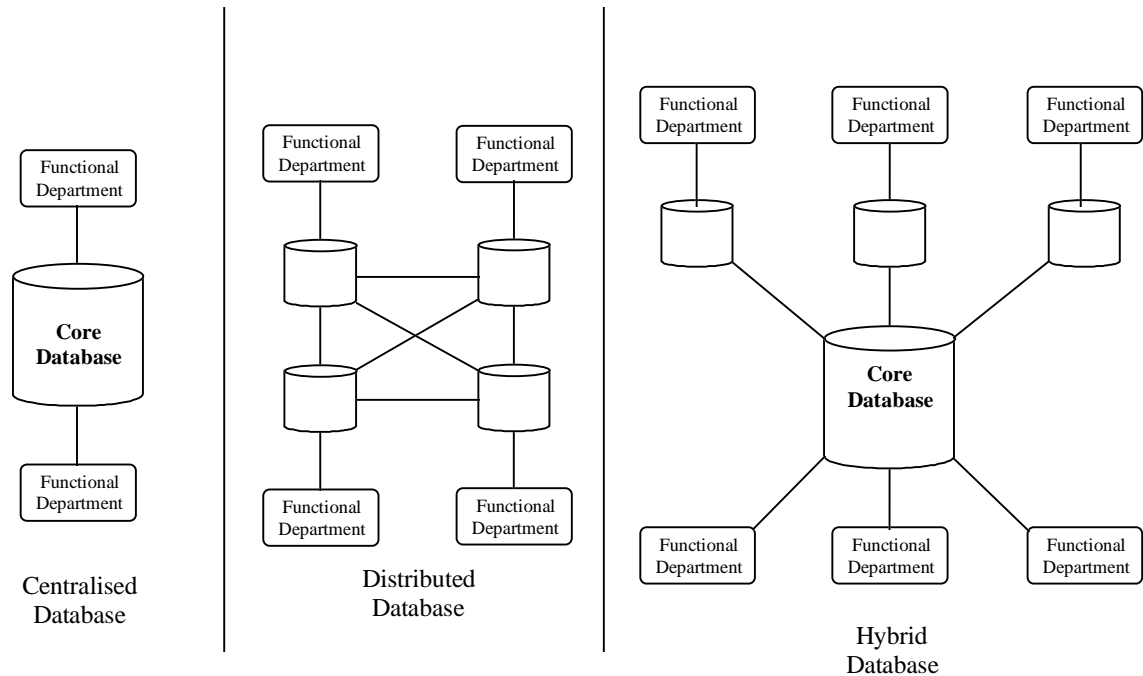 Functional
Department
Core
Database
Functional
Department
Centralised
Database
Functional
Department
Functional
Department
Functional
Department
Functional
Department
Distributed
Database
Functional
Department
Functional
Department
Functional
Department
Core
Database
Functional
Department
Functional
Department
Functional
Department
Hybrid
Database